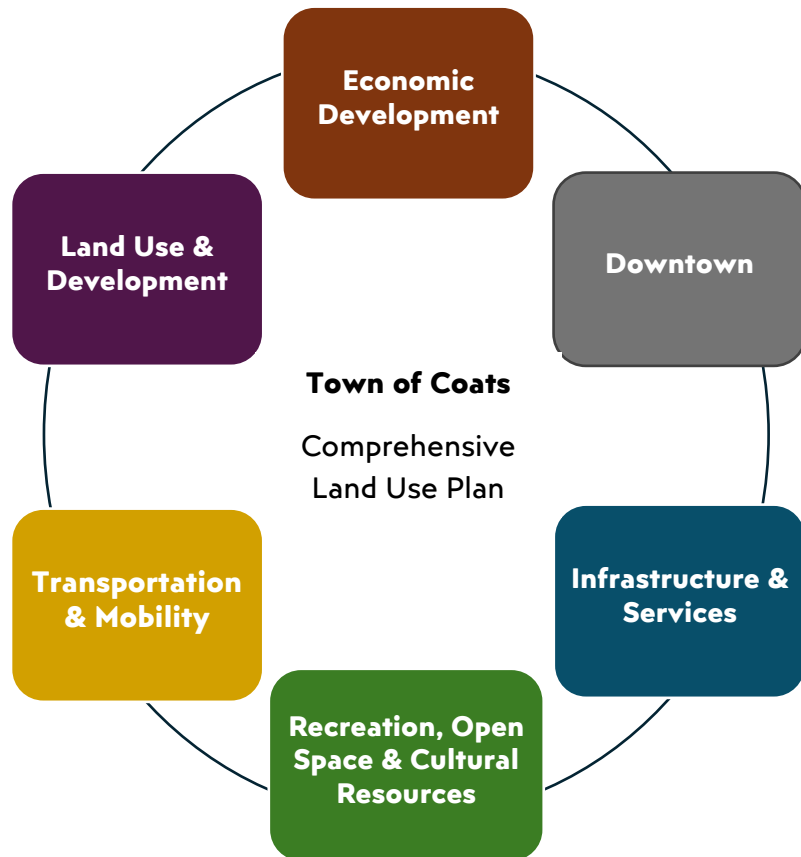 Economic
Development
Land Use &
Development
Downtown
Town of Coats
Comprehensive
Land Use Plan
Transportation
& Mobility
Infrastructure &
Services
Recreation, Open
Space & Cultural
Resources